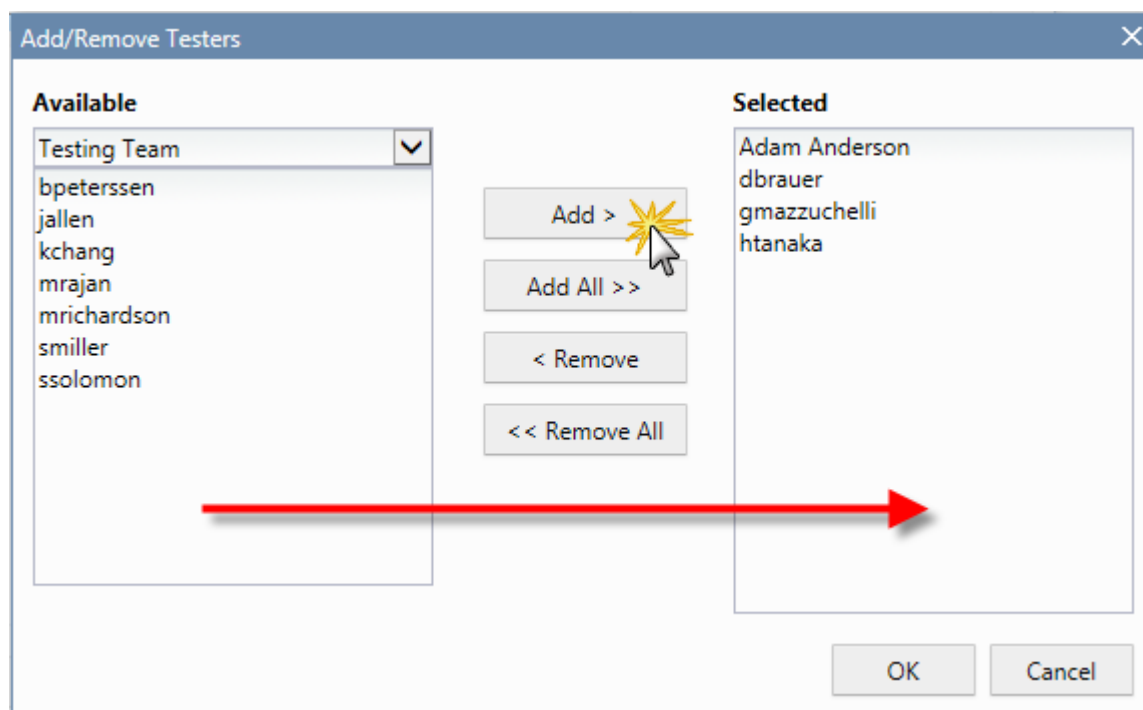 Add/Remove Testers
Available
Testing Team
bpeterssen
jallen
kchang
mrajan
mrichardson
smiller
ssolomon
Add >
Add All >>
< Remove
<< Remove All
Selected
Adam Anderson
dbrauer
gmazzuchelli
htanaka
OK
Cancel